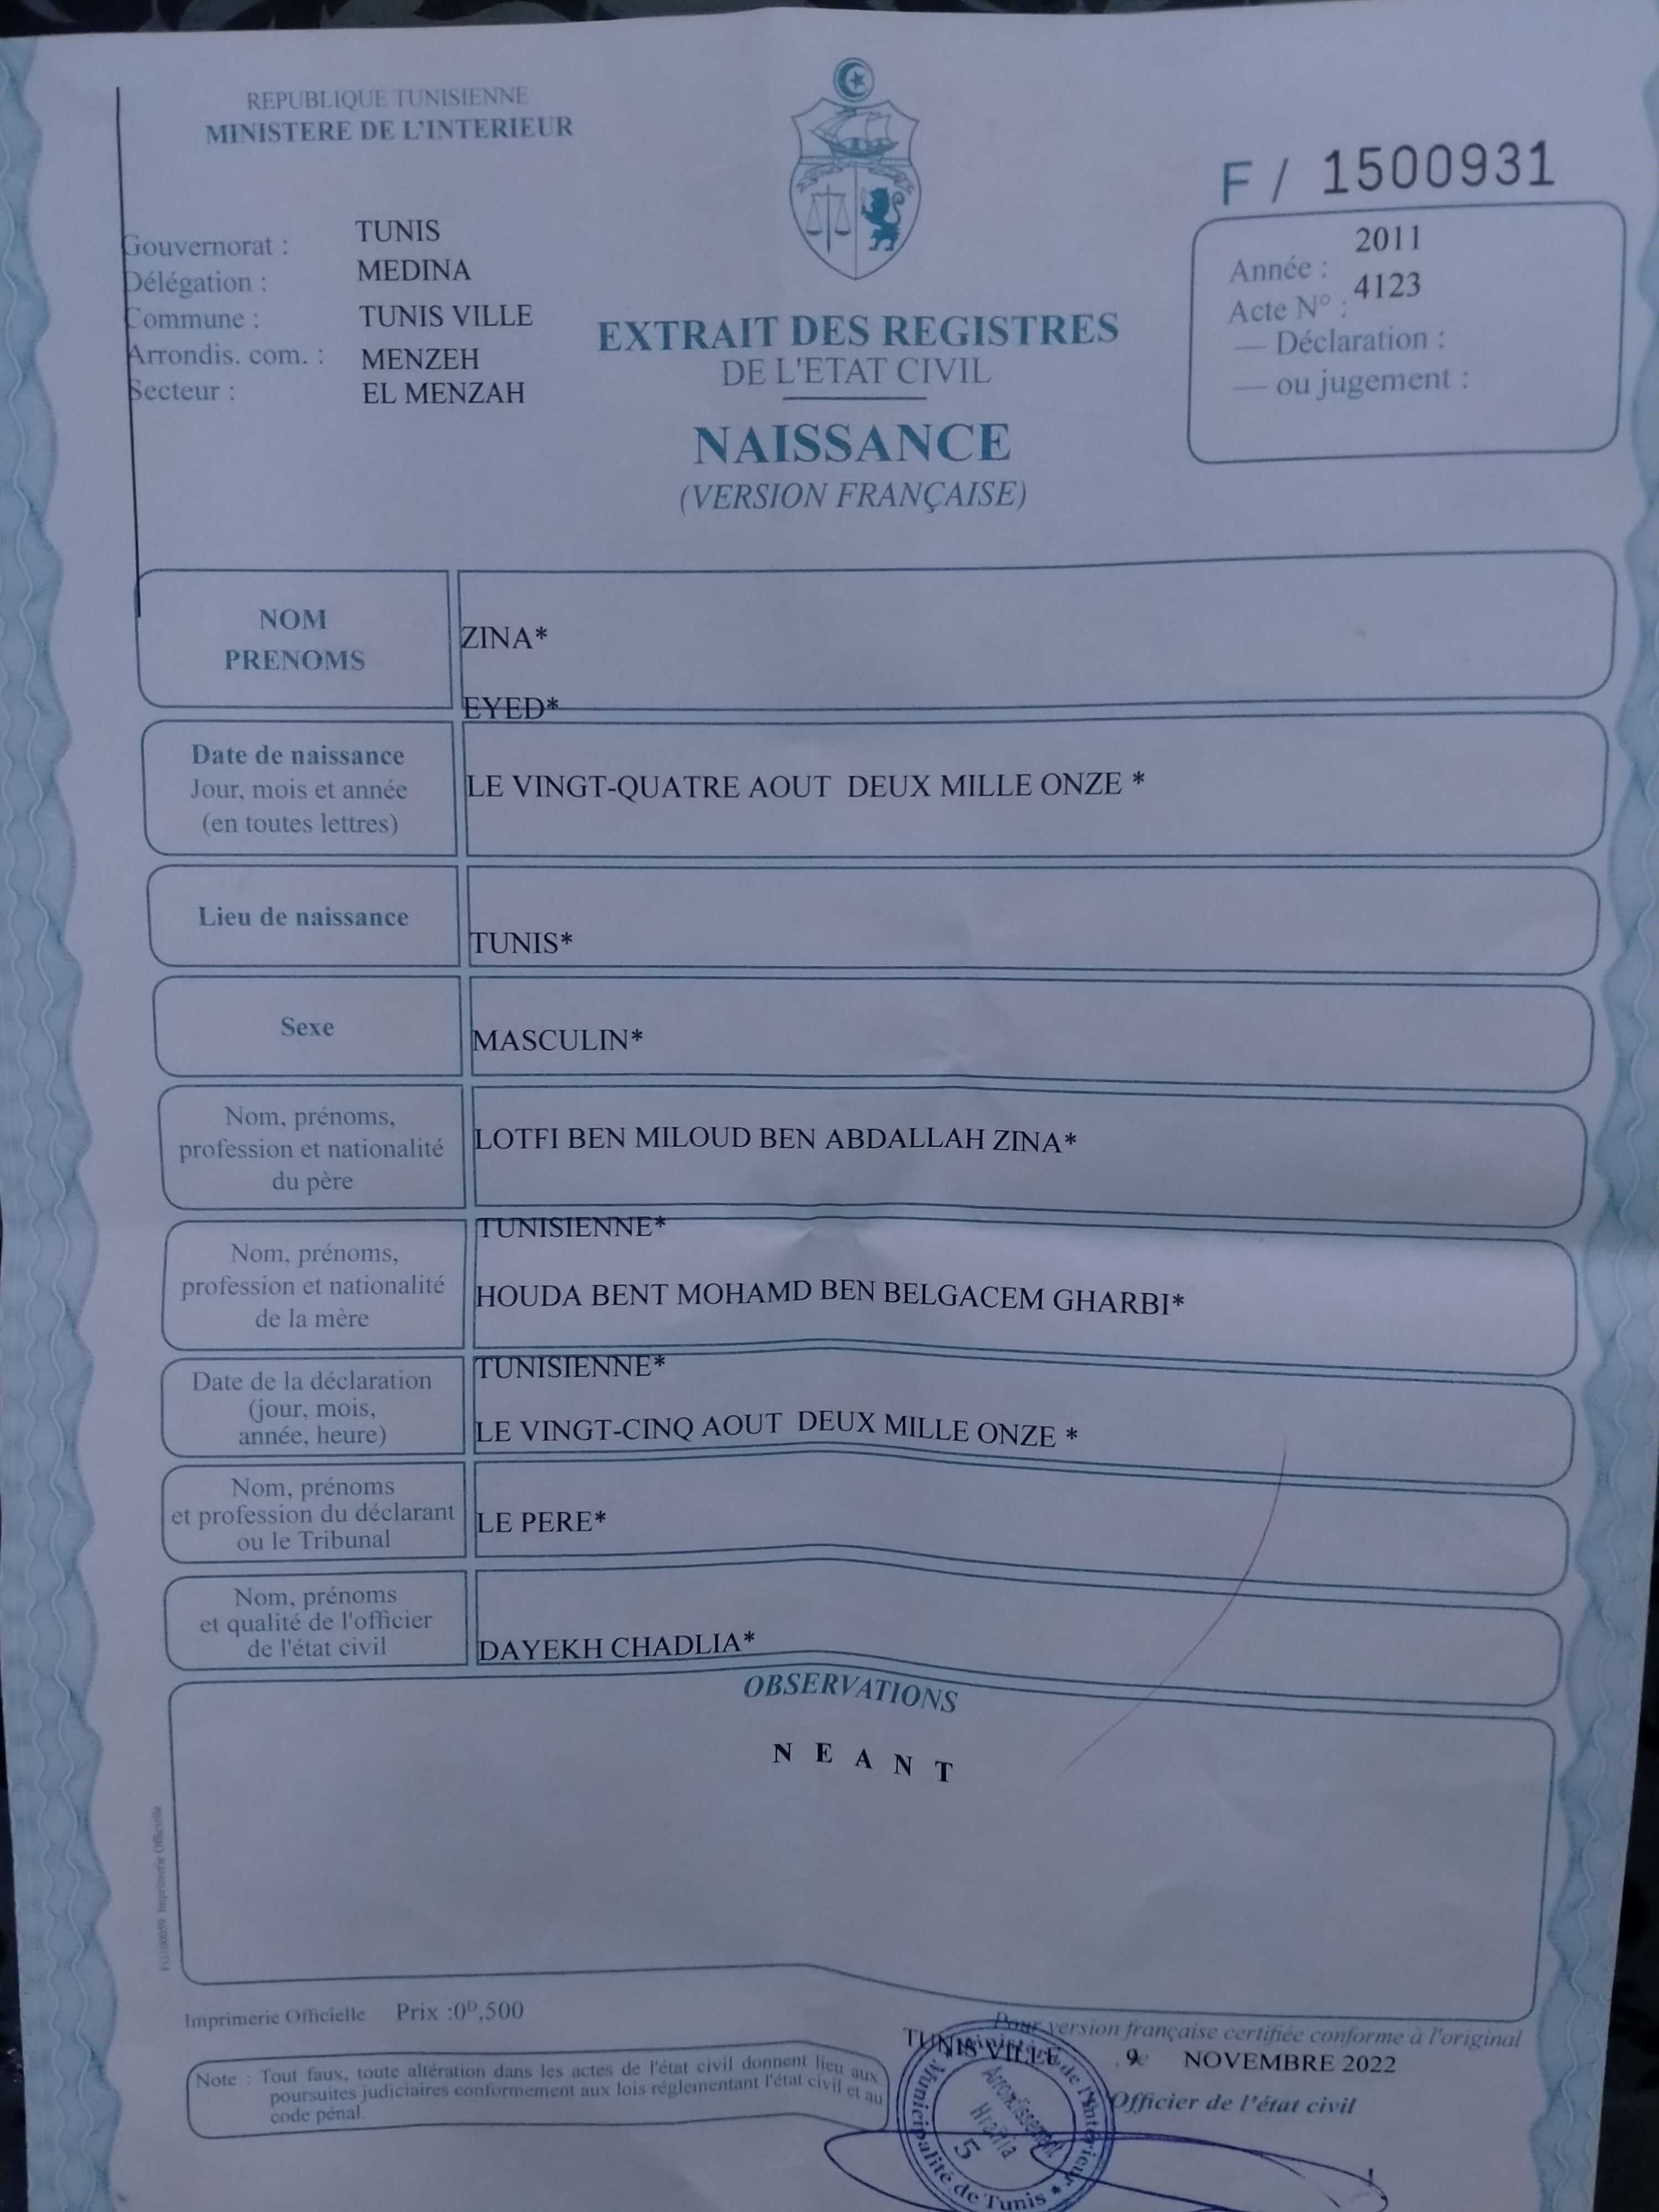 REPUBLIQUE TUNISIENNE
MINISTERE DE L'INTERIEUR
F / 1500931
Gouvernorat : TUNIS
Délégation : MEDINA
Commune : TUNIS VILLE
Arrondis. com. : MENZEH
Secteur : EL MENZAH
Année : 2011
Acte N° : 4123
— Déclaration :
— ou jugement :
EXTRAIT DES REGISTRES
DE L'ETAT CIVIL
NAISSANCE
(VERSION FRANÇAISE)
NOM
PRENOMS
ZINA*
EYED*
Date de naissance
Jour, mois et année
(en toutes lettres)
LE VINGT-QUATRE AOUT DEUX MILLE ONZE *
Lieu de naissance
TUNIS*
Sexe
MASCULIN*
Nom, prénoms,
profession et nationalité
du père
LOTFI BEN MILOUD BEN ABDALLAH ZINA*
TUNISIENNE*
Nom, prénoms,
profession et nationalité
de la mère
HOUDA BENT MOHAMD BEN BELGACEM GHARBI*
TUNISIENNE*
Date de la déclaration
(jour, mois,
année, heure)
LE VINGT-CINQ AOUT DEUX MILLE ONZE *
Nom, prénoms
et profession du déclarant
ou le Tribunal
LE PERE*
Nom, prénoms
et qualité de l'officier
de l'état civil
DAYEKH CHADLIA*
OBSERVATIONS
N E A N T
Imprimerie Officielle
Imprimerie Officielle Prix :0ᴰ,500
Note : Tout faux, toute altération dans les actes de l'état civil donnent lieu aux
poursuites judiciaires conformement aux lois réglementant l'état civil et au
code pénal.
Pour version française certifiée conforme à l'original
TUNIS VILLE 9 NOVEMBRE 2022
Officier de l'état civil
Ministère de l'Intérieur
Municipalité de Tunis
Arrondissement
Hraïria
5